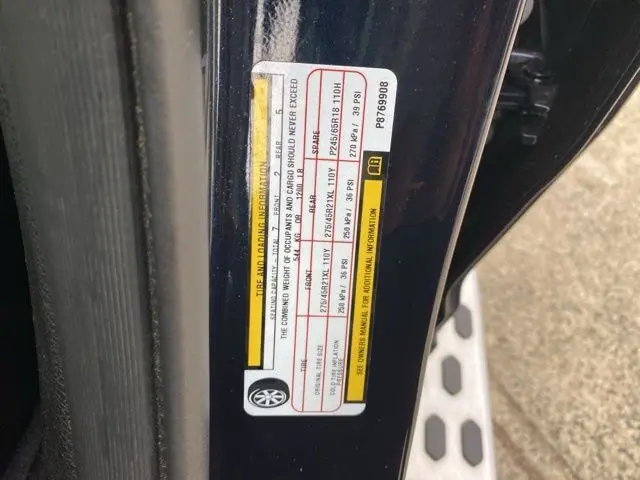 TIRE AND LOADING INFORMATION
SEATING CAPACITY - TOTAL 7 FRONT 2 REAR 5
THE COMBINED WEIGHT OF OCCUPANTS AND CARGO SHOULD NEVER EXCEED
544 KG OR 1200 LB
TIRE FRONT REAR SPARE
ORIGINAL TIRE SIZE 275/45R21XL 110Y 275/45R21XL 110Y P245/65R18 110H
COLD TIRE INFLATION PRESSURE 250 kPa / 36 PSI 250 kPa / 36 PSI 270 kPa / 39 PSI
SEE OWNERS MANUAL FOR ADDITIONAL INFORMATION
P8769908